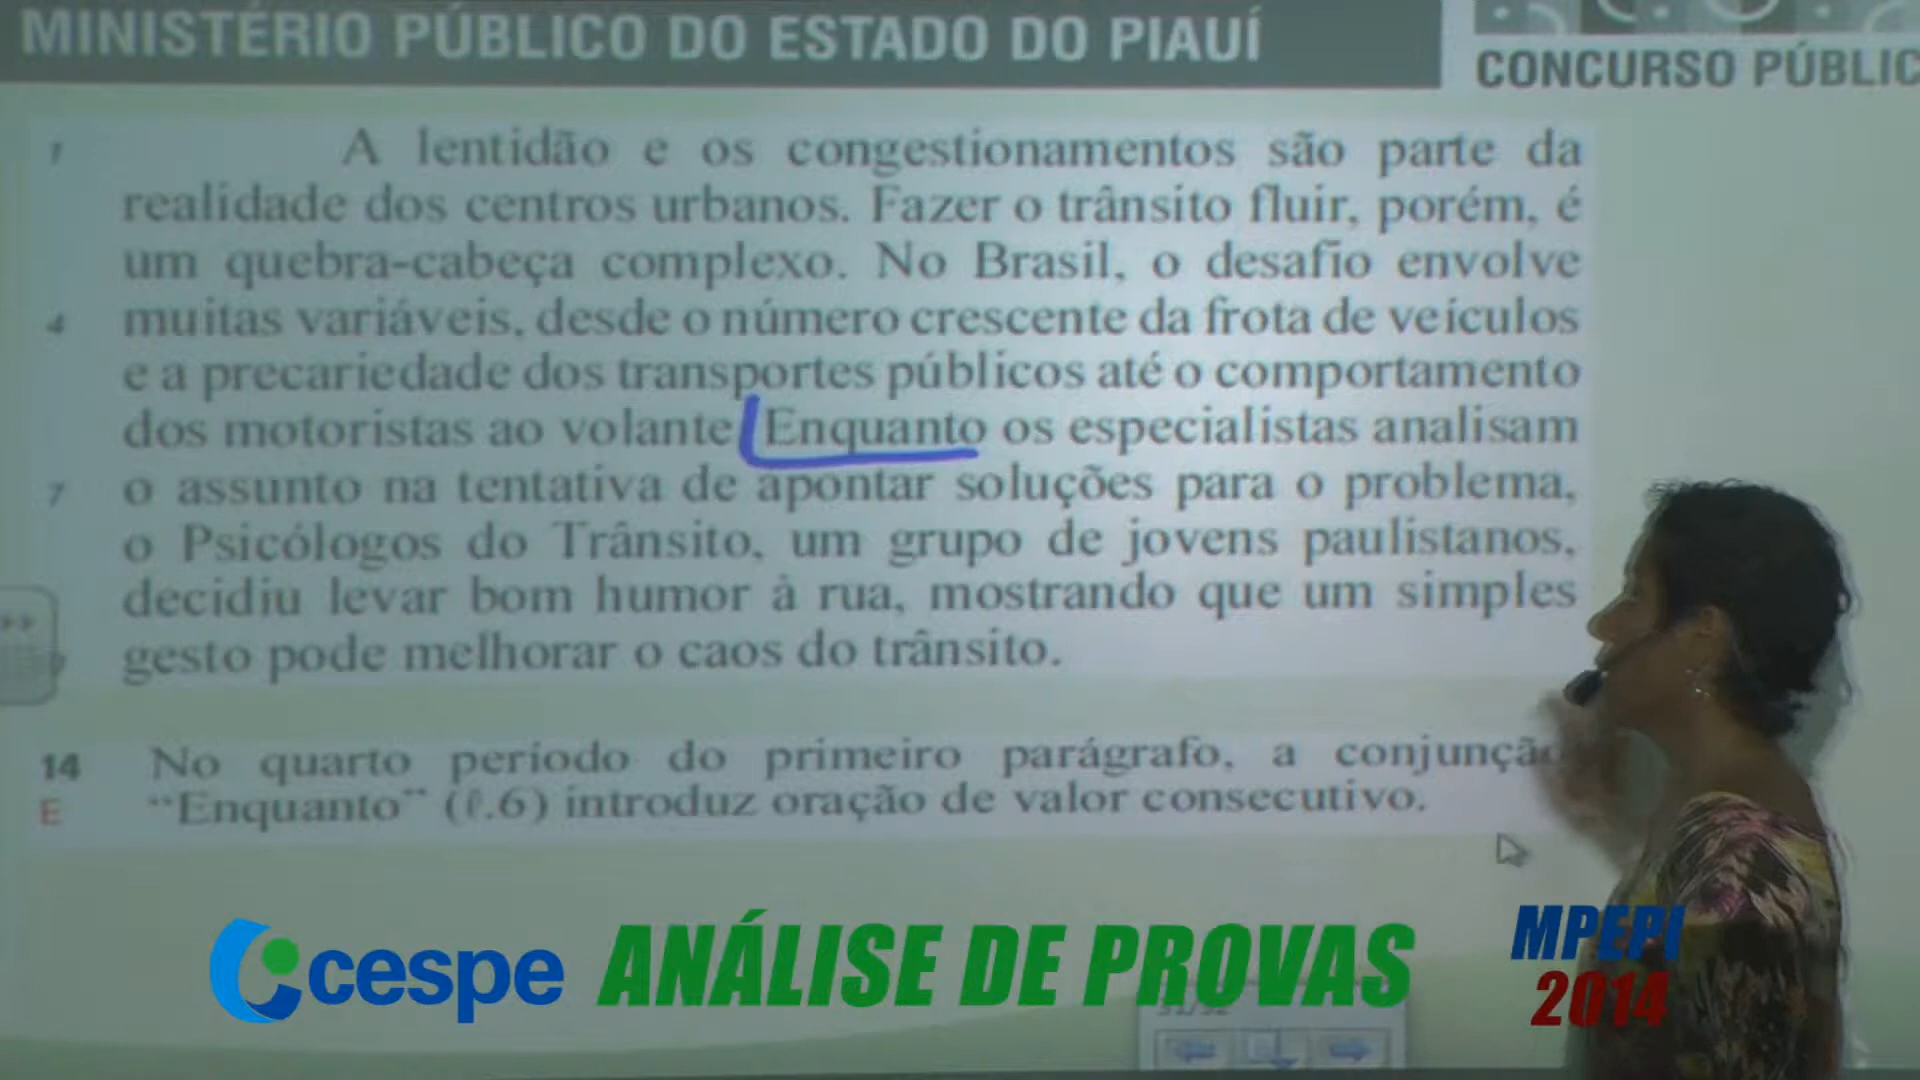 MINISTÉRIO PÚBLICO DO ESTADO DO PIAUÍ
CONCURSO PÚBLIC
1 A lentidão e os congestionamentos são parte da
realidade dos centros urbanos. Fazer o trânsito fluir, porém, é
um quebra-cabeça complexo. No Brasil, o desafio envolve
4 muitas variáveis, desde o número crescente da frota de veículos
e a precariedade dos transportes públicos até o comportamento
dos motoristas ao volante Enquanto os especialistas analisam
7 o assunto na tentativa de apontar soluções para o problema,
o Psicólogos do Trânsito, um grupo de jovens paulistanos,
decidiu levar bom humor à rua, mostrando que um simples
gesto pode melhorar o caos do trânsito.
14 No quarto período do primeiro parágrafo, a conjunção
E "Enquanto" (ℓ.6) introduz oração de valor consecutivo.
cespe ANÁLISE DE PROVAS
MPEPI
2014